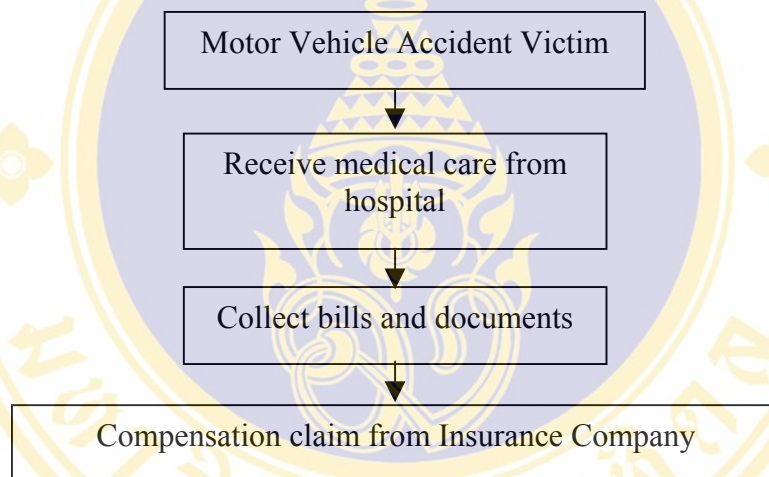 Motor Vehicle Accident Victim
Receive medical care from
hospital
Collect bills and documents
Compensation claim from Insurance Company